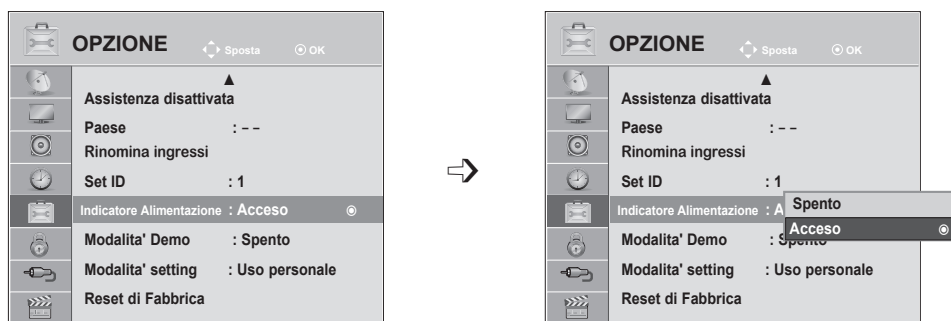 OPZIONE
Sposta OK
Assistenza disattivata
Paese : – –
Rinomina ingressi
Set ID : 1
Indicatore Alimentazione : Acceso
Modalita' Demo : Spento
Modalita' setting : Uso personale
Reset di Fabbrica
OPZIONE
Sposta OK
Assistenza disattivata
Paese : – –
Rinomina ingressi
Set ID : 1
Spento
Indicatore Alimentazione : A
Acceso
Modalita' Demo : Spento
Modalita' setting : Uso personale
Reset di Fabbrica